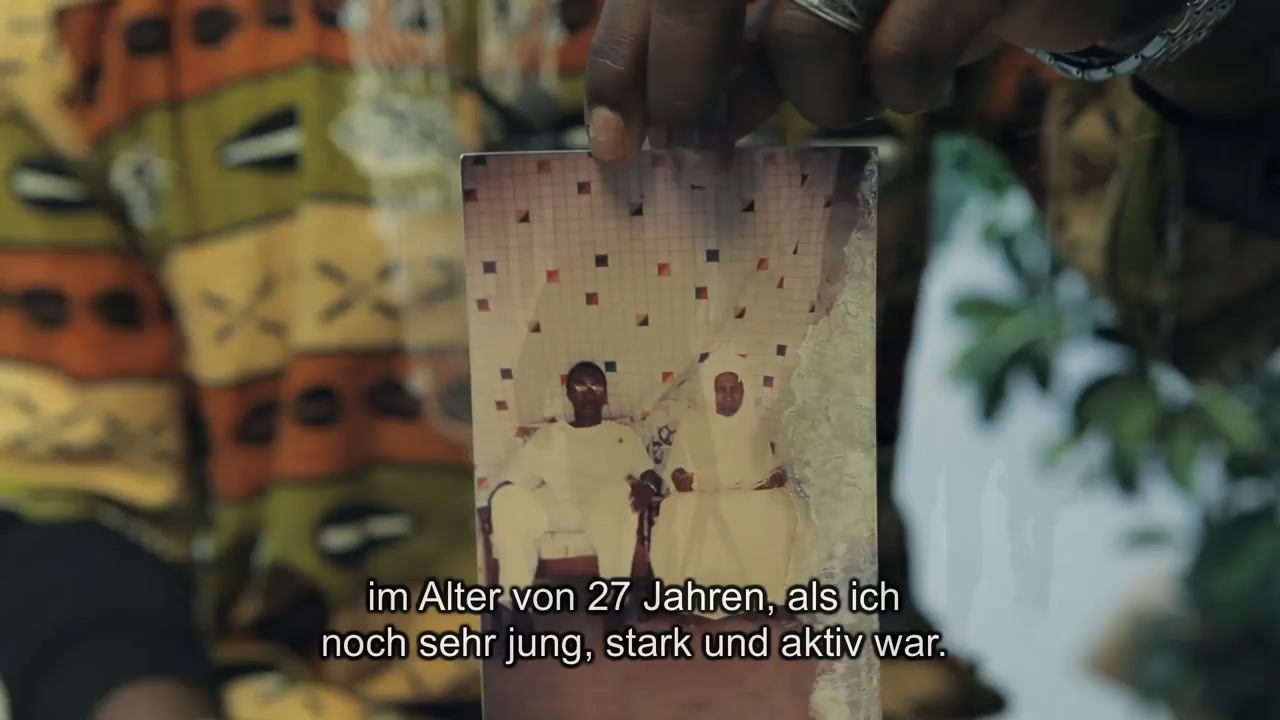 im Alter von 27 Jahren, als ich
noch sehr jung, stark und aktiv war.